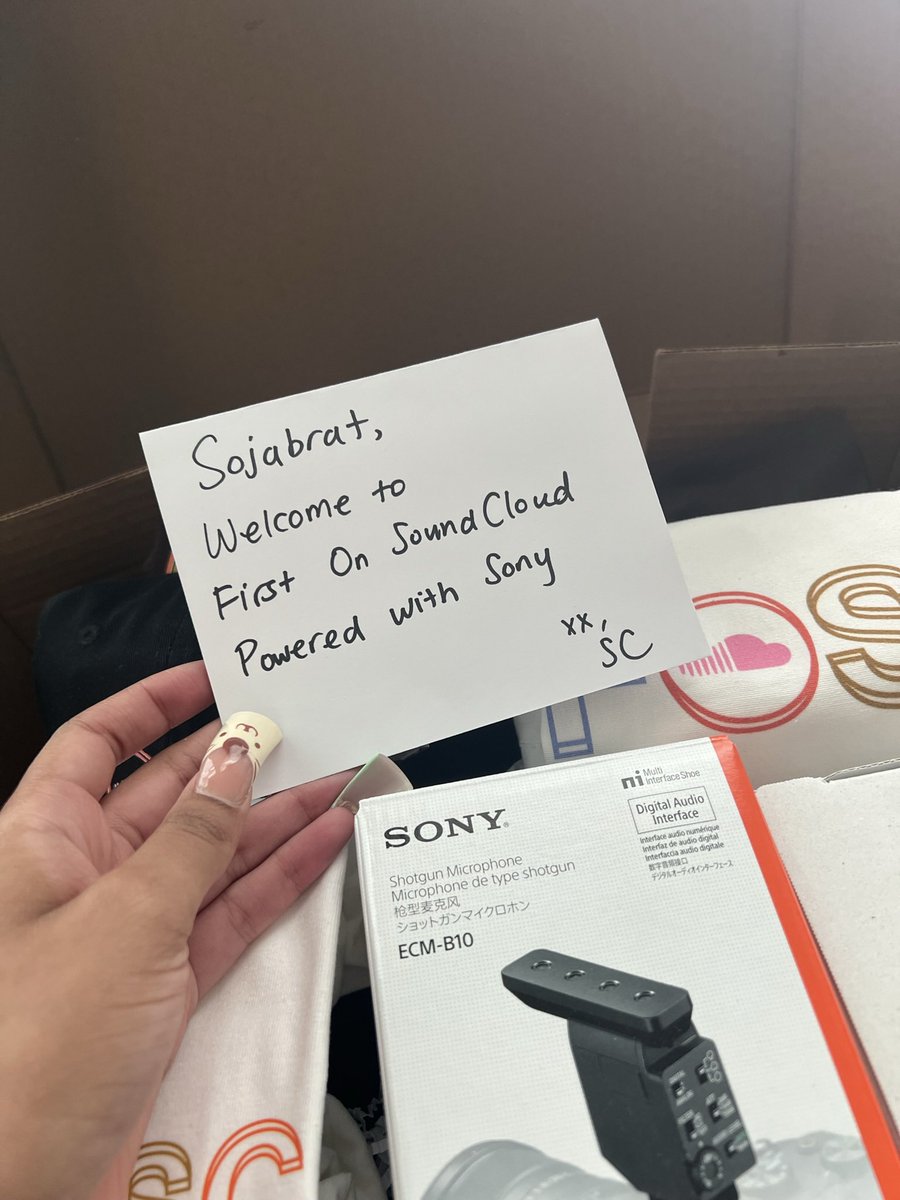 Sojabrat,
Welcome to
First On SoundCloud
Powered with Sony
xx,
SC
SONY
Shotgun Microphone
Microphone de type shotgun
枪型麦克风
ショットガンマイクロホン
ECM-B10
mi Multi
Interface Shoe
Digital Audio
Interface
Interface audio numérique
Interfaz de audio digital
Interfaccia audio digitale
数字音频接口
デジタルオーディオインターフェース